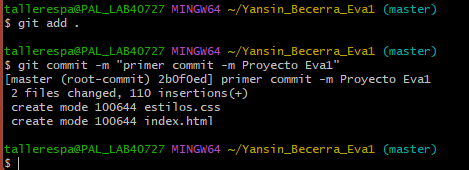 tallerespa@PAL_LAB40727 MINGW64 ~/Yansin_Becerra_Eva1 (master)
$ git add .
tallerespa@PAL_LAB40727 MINGW64 ~/Yansin_Becerra_Eva1 (master)
$ git commit -m "primer commit -m Proyecto Eva1"
[master (root-commit) 2b0f0ed] primer commit -m Proyecto Eva1
 2 files changed, 110 insertions(+)
 create mode 100644 estilos.css
 create mode 100644 index.html
tallerespa@PAL_LAB40727 MINGW64 ~/Yansin_Becerra_Eva1 (master)
$